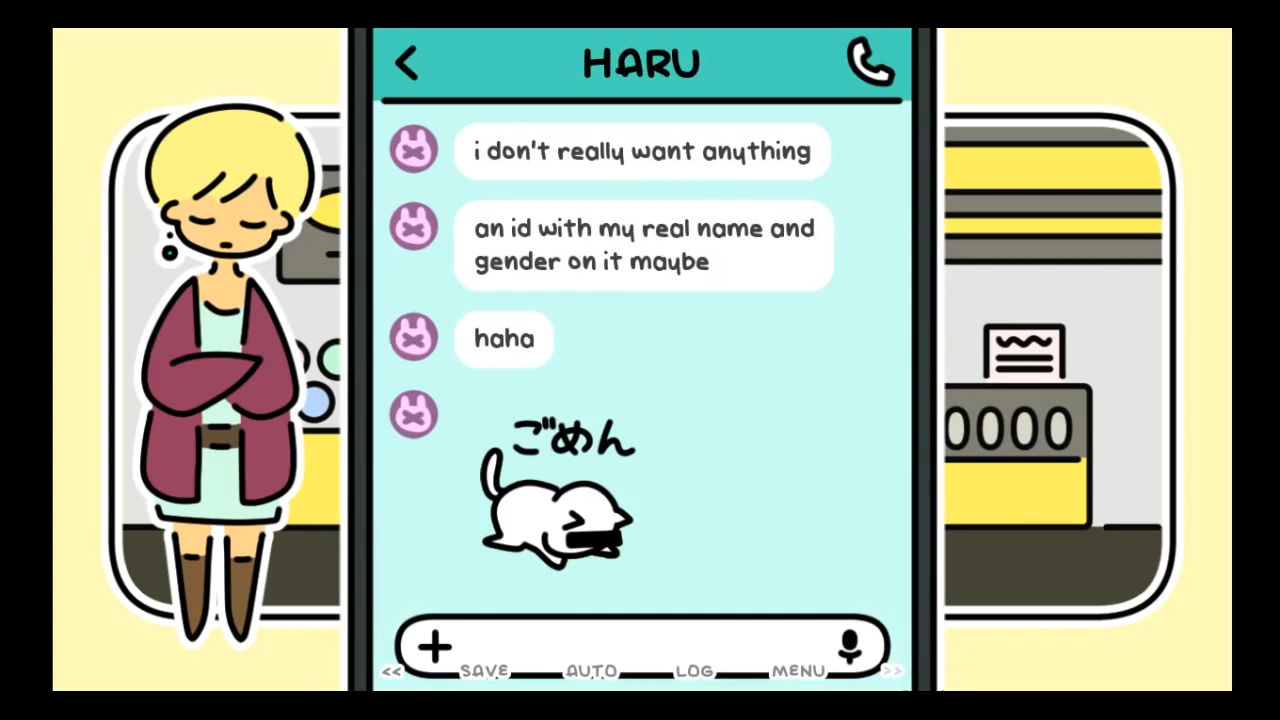 HARU
i don't really want anything
an id with my real name and
gender on it maybe
haha
ごめん
<< SAVE AUTO LOG MENU >>
0000